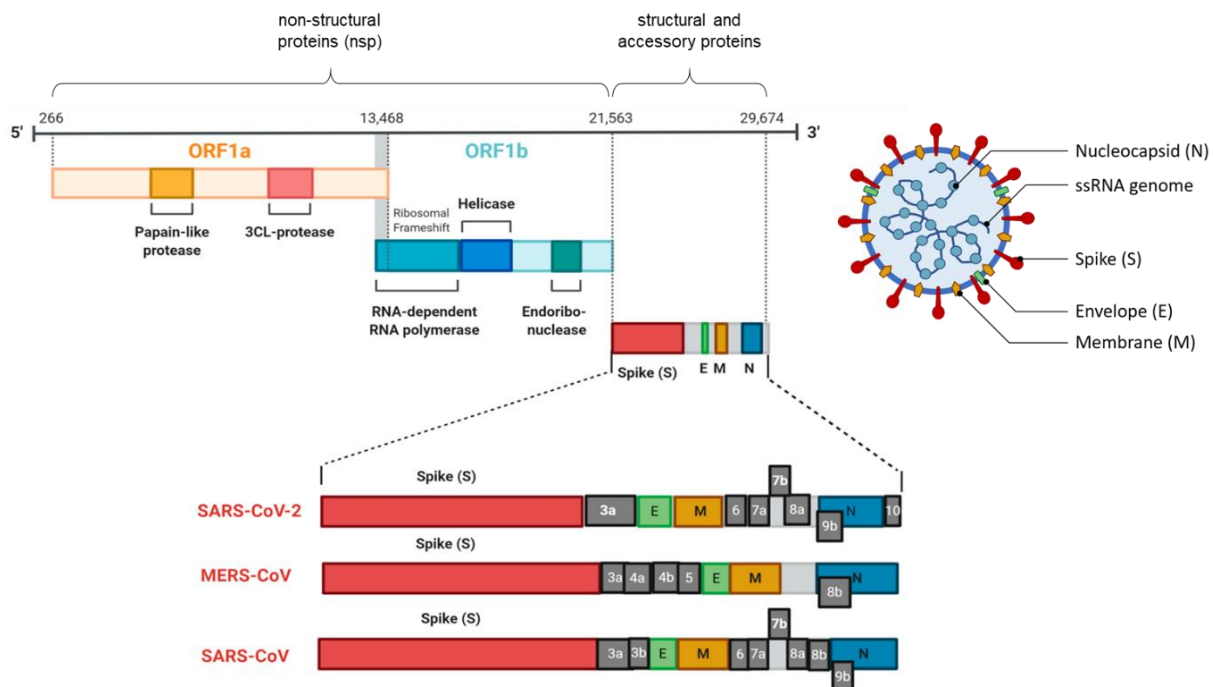 non-structural
proteins (nsp)
structural and
accessory proteins
266
13,468
21,563
29,674
5'
3'
ORF1a
ORF1b
Papain-like
protease
3CL-protease
Ribosomal
Frameshift
Helicase
RNA-dependent
RNA polymerase
Endoribo-
nuclease
Spike (S)
E
M
N
Nucleocapsid (N)
ssRNA genome
Spike (S)
Envelope (E)
Membrane (M)
Spike (S)
SARS-CoV-2
3a
E
M
6
7a
7b
8a
9b
N
10
Spike (S)
MERS-CoV
3a
4a
4b
5
E
M
8b
N
Spike (S)
SARS-CoV
3a
3b
E
M
6
7a
7b
8a
8b
9b
N